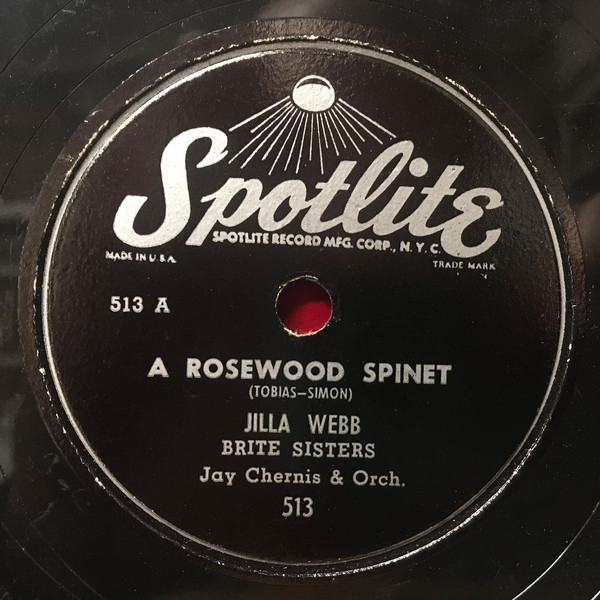 Spotlite
SPOTLITE RECORD MFG. CORP., N. Y. C.
MADE IN U.S.A.
TRADE MARK
513 A
A ROSEWOOD SPINET
(TOBIAS—SIMON)
JILLA WEBB
BRITE SISTERS
Jay Chernis & Orch.
513